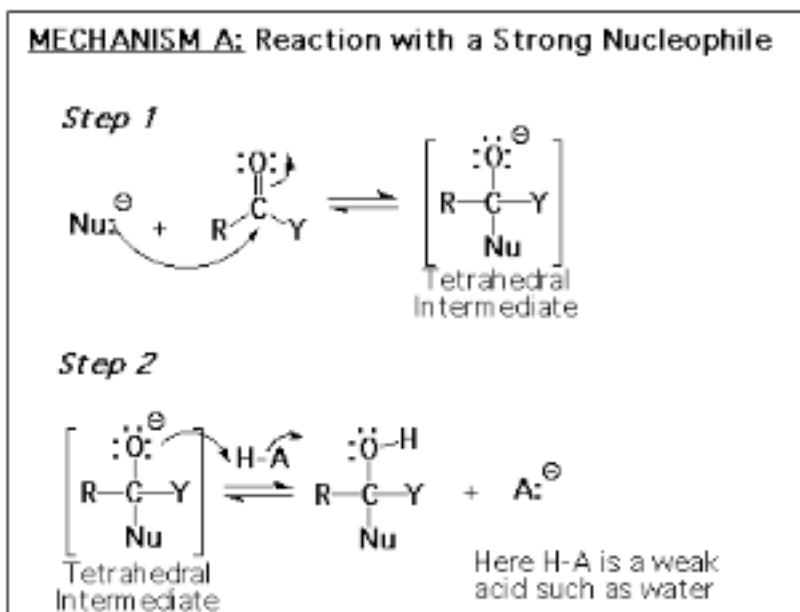 MECHANISM A: Reaction with a Strong Nucleophile
Step 1
:O:
Nu: ⊖ + R C Y
:O: ⊖
R—C—Y
Nu
Tetrahedral
Intermediate
Step 2
:O: ⊖
R—C—Y
Nu
Tetrahedral
Intermediate
H-A
:O—H
R—C—Y
Nu
+ A: ⊖
Here H-A is a weak
acid such as water